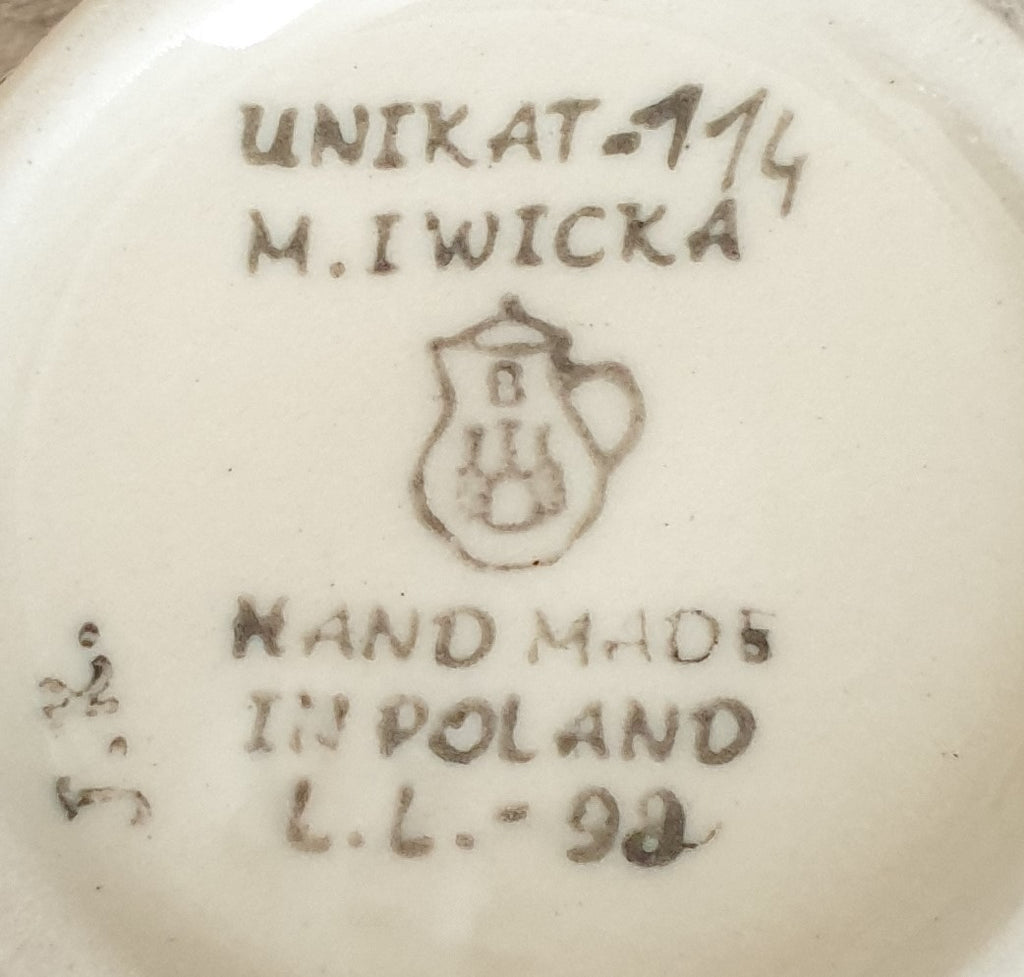 UNIKAT-114
M. IWICKA
B
HAND MADE
IN POLAND
L.L.-92